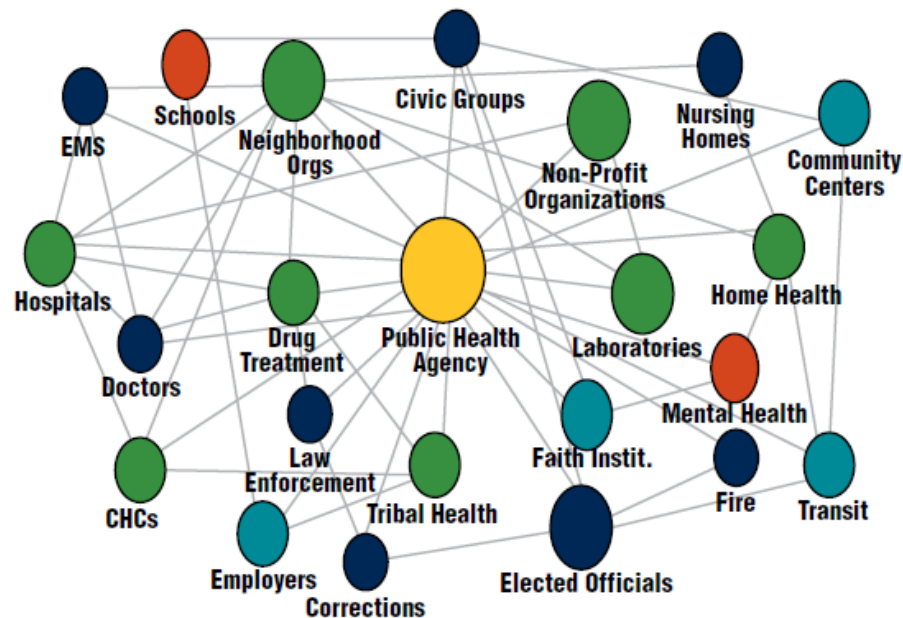 Civic Groups
Schools
Nursing
Homes
EMS
Neighborhood
Orgs
Non-Profit
Organizations
Community
Centers
Hospitals
Home Health
Drug
Treatment
Public Health
Agency
Laboratories
Doctors
Mental Health
Law
Enforcement
Faith Instit.
CHCs
Tribal Health
Fire
Transit
Employers
Elected Officials
Corrections